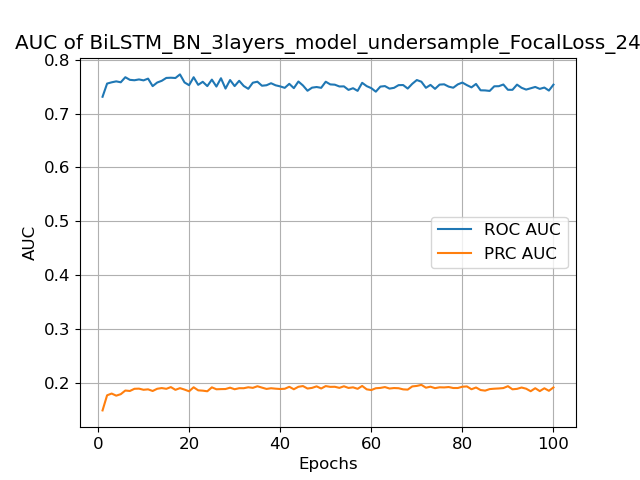 AUC of BiLSTM_BN_3layers_model_undersample_FocalLoss_24
0.8
0.7
0.6
0.5
0.4
0.3
0.2
AUC
ROC AUC
PRC AUC
0 20 40 60 80 100
Epochs